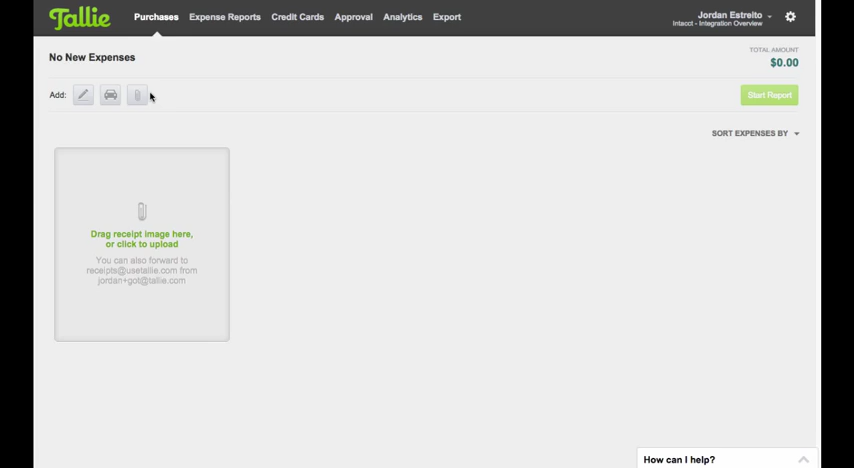 Tallie
Purchases Expense Reports Credit Cards Approval Analytics Export
Jordan Estreito
Intacct - Integration Overview
No New Expenses
TOTAL AMOUNT
$0.00
Add:
Start Report
SORT EXPENSES BY
Drag receipt image here,
or click to upload
You can also forward to
receipts@usetallie.com from
jordan+got@tallie.com
How can I help?